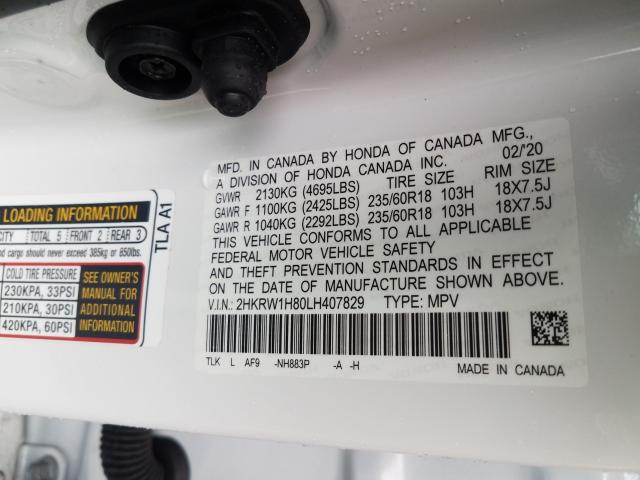 MFD. IN CANADA BY HONDA OF CANADA MFG.,
A DIVISION OF HONDA CANADA INC. 02/'20
GVWR 2130KG (4695LBS) TIRE SIZE RIM SIZE
GAWR F 1100KG (2425LBS) 235/60R18 103H 18X7.5J
GAWR R 1040KG (2292LBS) 235/60R18 103H 18X7.5J
THIS VEHICLE CONFORMS TO ALL APPLICABLE
FEDERAL MOTOR VEHICLE SAFETY
AND THEFT PREVENTION STANDARDS IN EFFECT
ON THE DATE OF MANUFACTURE SHOWN ABOVE.
V.I.N.: 2HKRW1H80LH407829 TYPE: MPV
TLK L AF9 -NH883P -A -H
MADE IN CANADA
LOADING INFORMATION
TOTAL 5 FRONT 2 REAR 3
and cargo should never exceed 385kg or 850lbs.
TLA A1
COLD TIRE PRESSURE
230KPA, 33PSI
210KPA, 30PSI
420KPA, 60PSI
SEE OWNER'S
MANUAL FOR
ADDITIONAL
INFORMATION